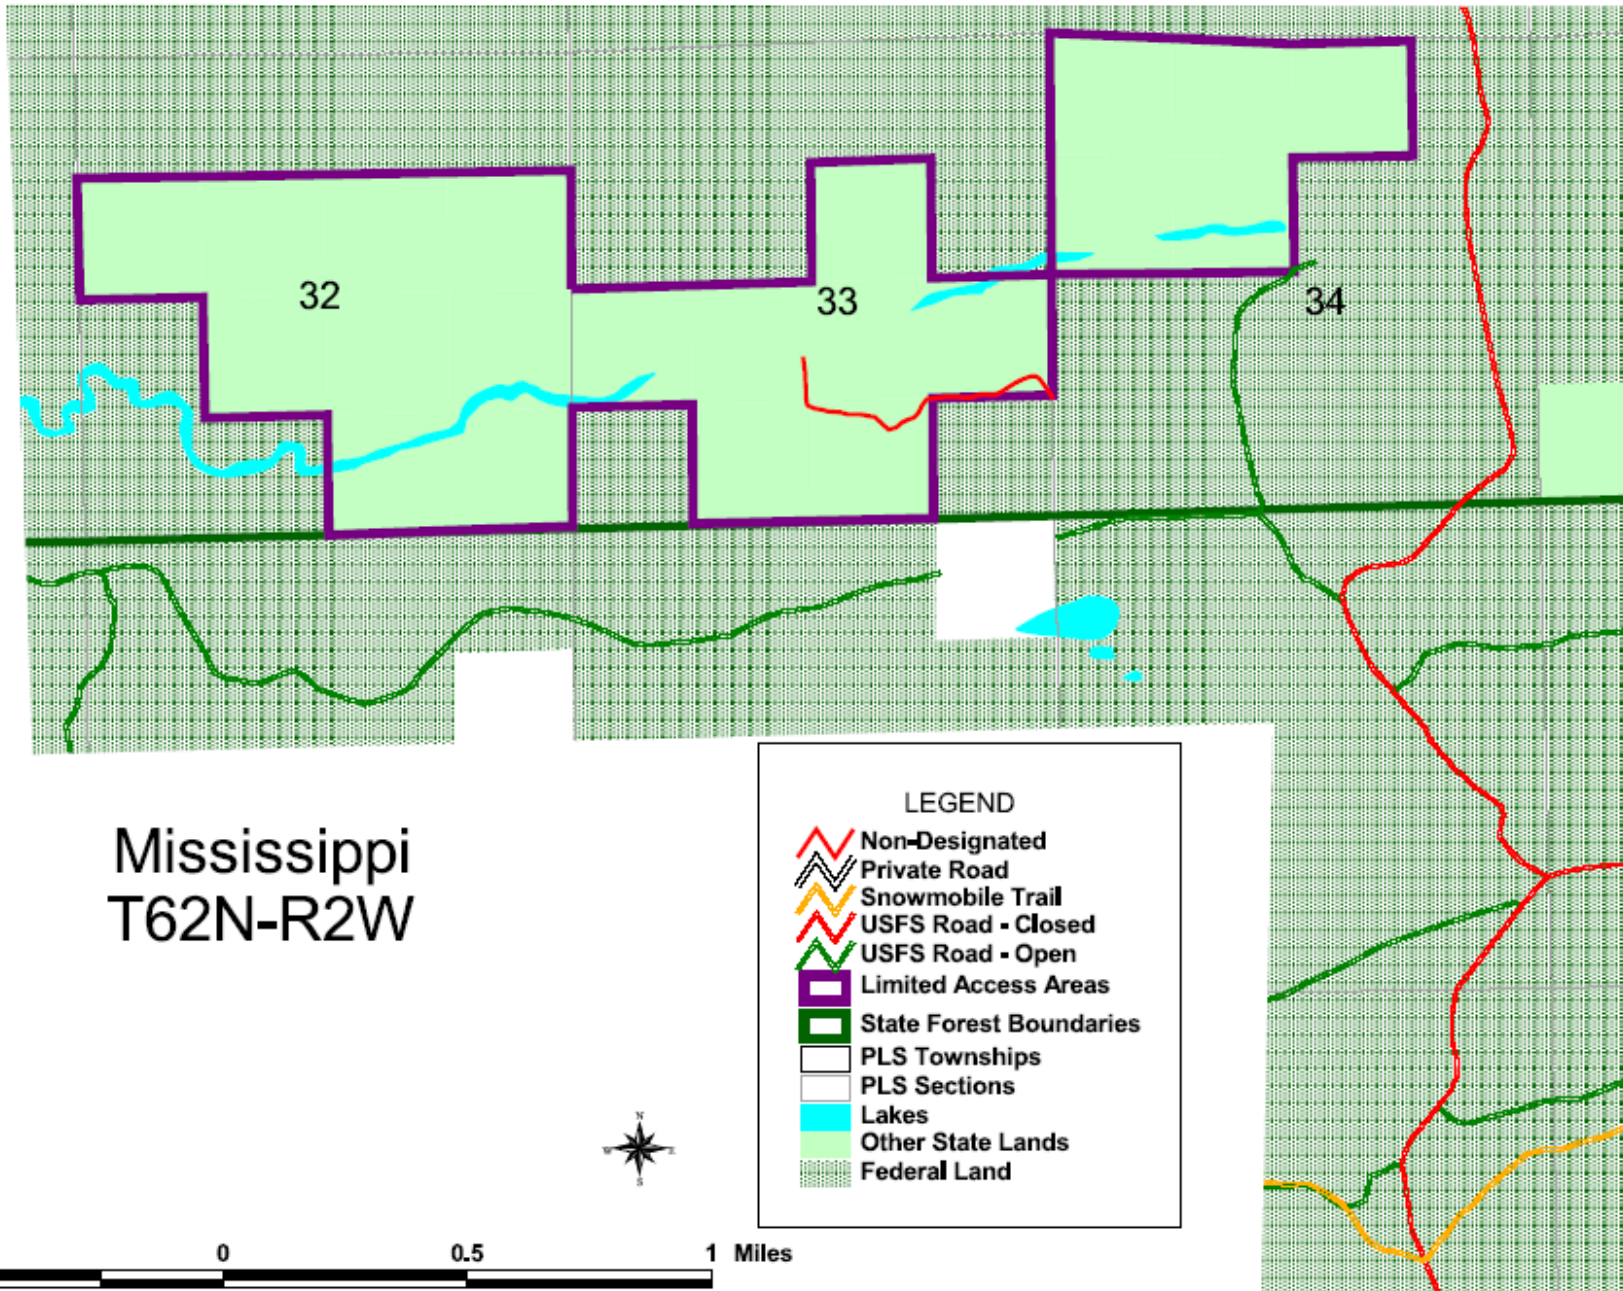 32
33
34
Mississippi
T62N-R2W
LEGEND
Non-Designated
Private Road
Snowmobile Trail
USFS Road - Closed
USFS Road - Open
Limited Access Areas
State Forest Boundaries
PLS Townships
PLS Sections
Lakes
Other State Lands
Federal Land
N
W E
S
0 0.5 1 Miles